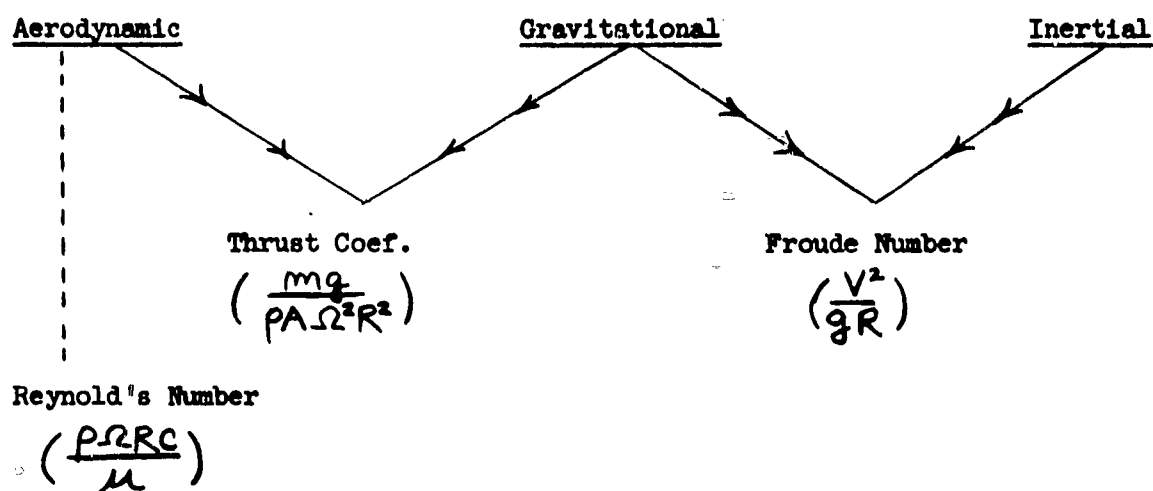 Aerodynamic Gravitational Inertial
Thrust Coef. Froude Number
(mg / ρAΩ²R²) (V² / gR)
Reynold's Number
(ρΩRC / μ)